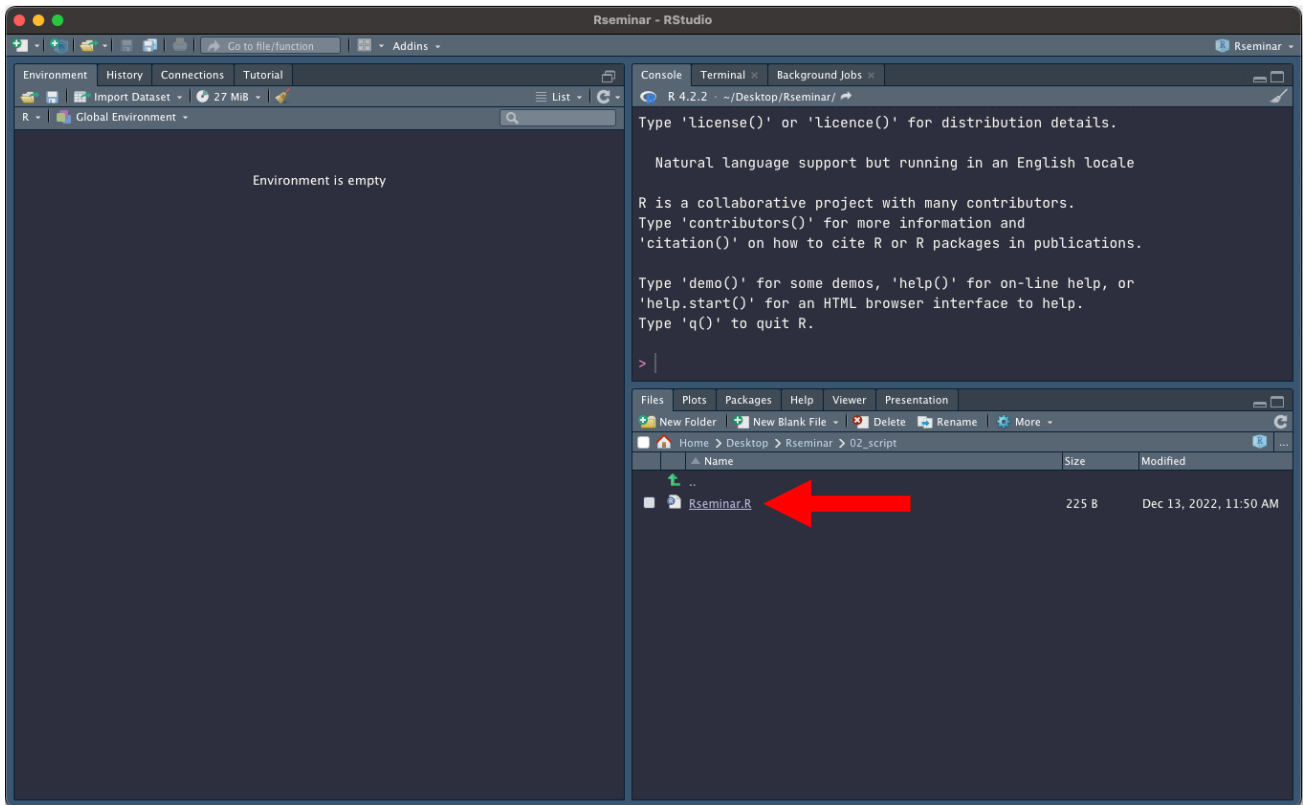 Rseminar - RStudio
Go to file/function
Addins
Rseminar
Environment History Connections Tutorial
Import Dataset 27 MiB List
R Global Environment
Environment is empty
Console Terminal Background Jobs
R 4.2.2 · ~/Desktop/Rseminar/
Type 'license()' or 'licence()' for distribution details.
Natural language support but running in an English locale
R is a collaborative project with many contributors.
Type 'contributors()' for more information and
'citation()' on how to cite R or R packages in publications.
Type 'demo()' for some demos, 'help()' for on-line help, or
'help.start()' for an HTML browser interface to help.
Type 'q()' to quit R.
>
Files Plots Packages Help Viewer Presentation
New Folder New Blank File Delete Rename More
Home > Desktop > Rseminar > 02_script ...
Name Size Modified
..
Rseminar.R 225 B Dec 13, 2022, 11:50 AM